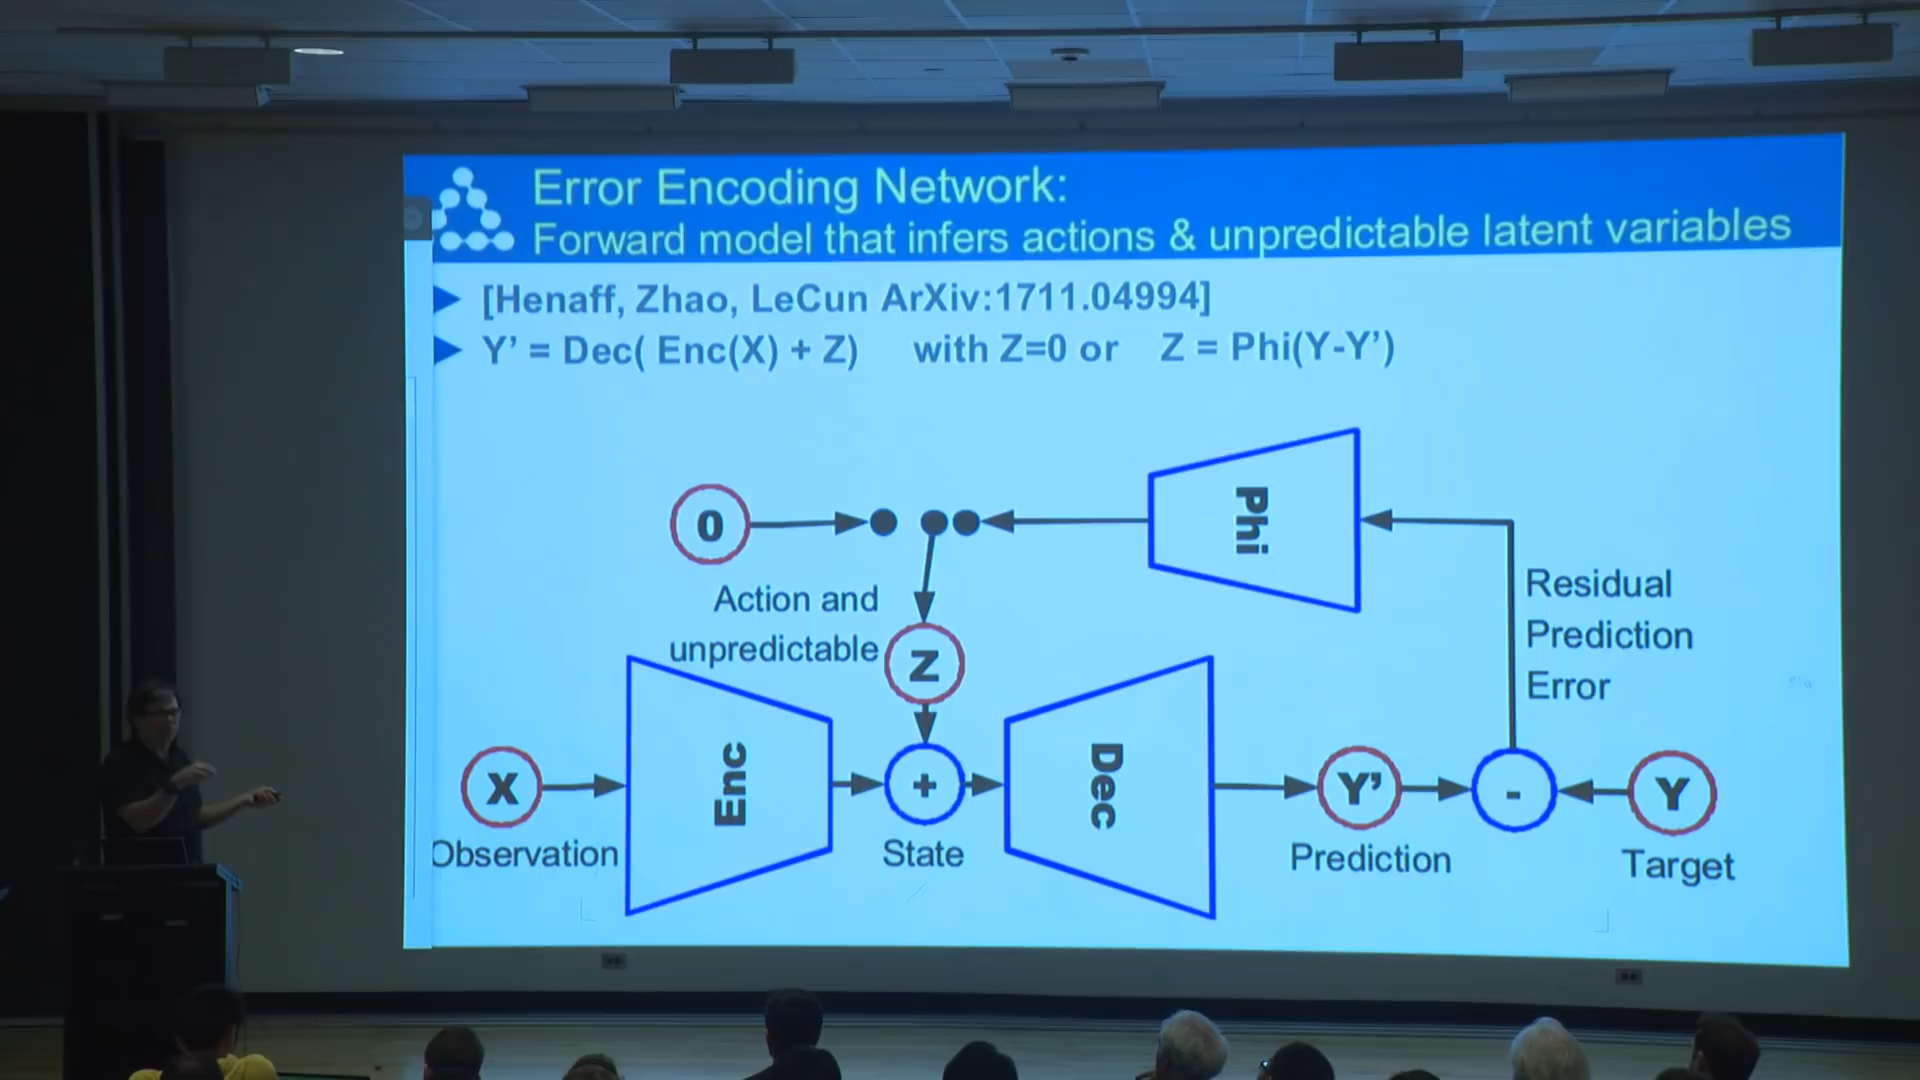 Error Encoding Network:
Forward model that infers actions & unpredictable latent variables
[Henaff, Zhao, LeCun ArXiv:1711.04994]
Y' = Dec( Enc(X) + Z) with Z=0 or Z = Phi(Y-Y')
0
Phi
Action and
unpredictable
Z
Residual
Prediction
Error
X
Enc
+
Dec
Y'
-
Y
Observation
State
Prediction
Target